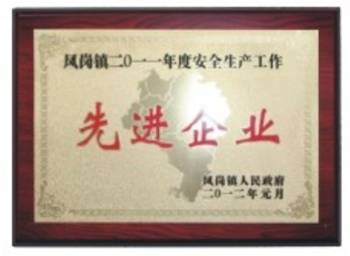 凤岗镇二〇一一年度安全生产工作
先进企业
凤岗镇人民政府
二〇一二年元月